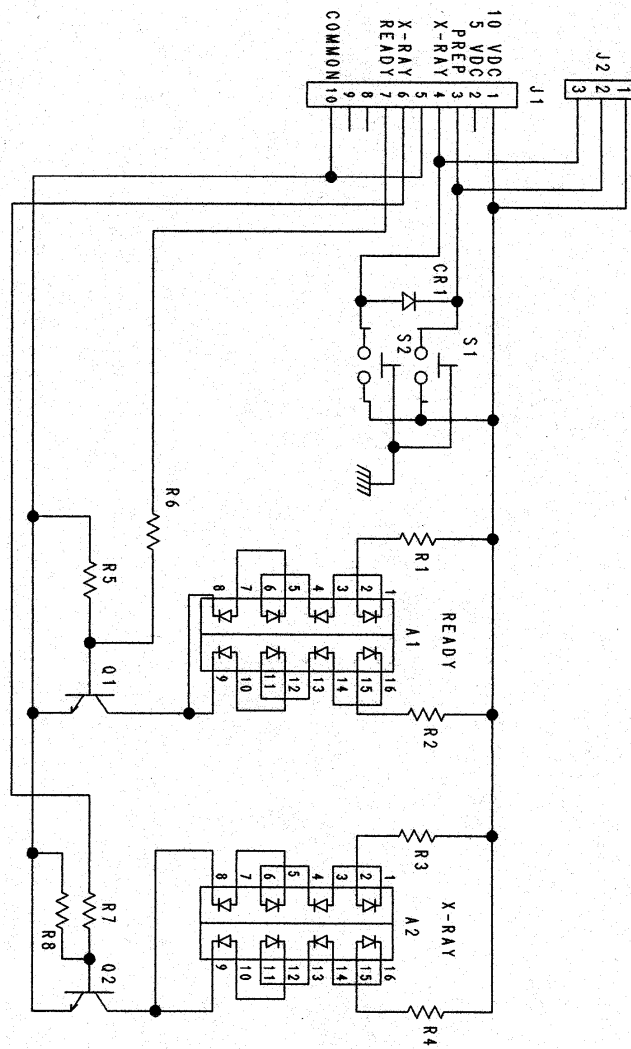 J2
1
2
3
J1
10 VDC 1
5 VDC 2
PREP 3
X-RAY 4
5
X-RAY 6
READY 7
8
9
COMMON 10
CR1
S1
S2
R1
R2
R3
R4
R5
R6
R7
R8
READY
A1
1 2 3 4 5 6 7 8
16 15 14 13 12 11 10 9
X-RAY
A2
1 2 3 4 5 6 7 8
16 15 14 13 12 11 10 9
Q1
Q2